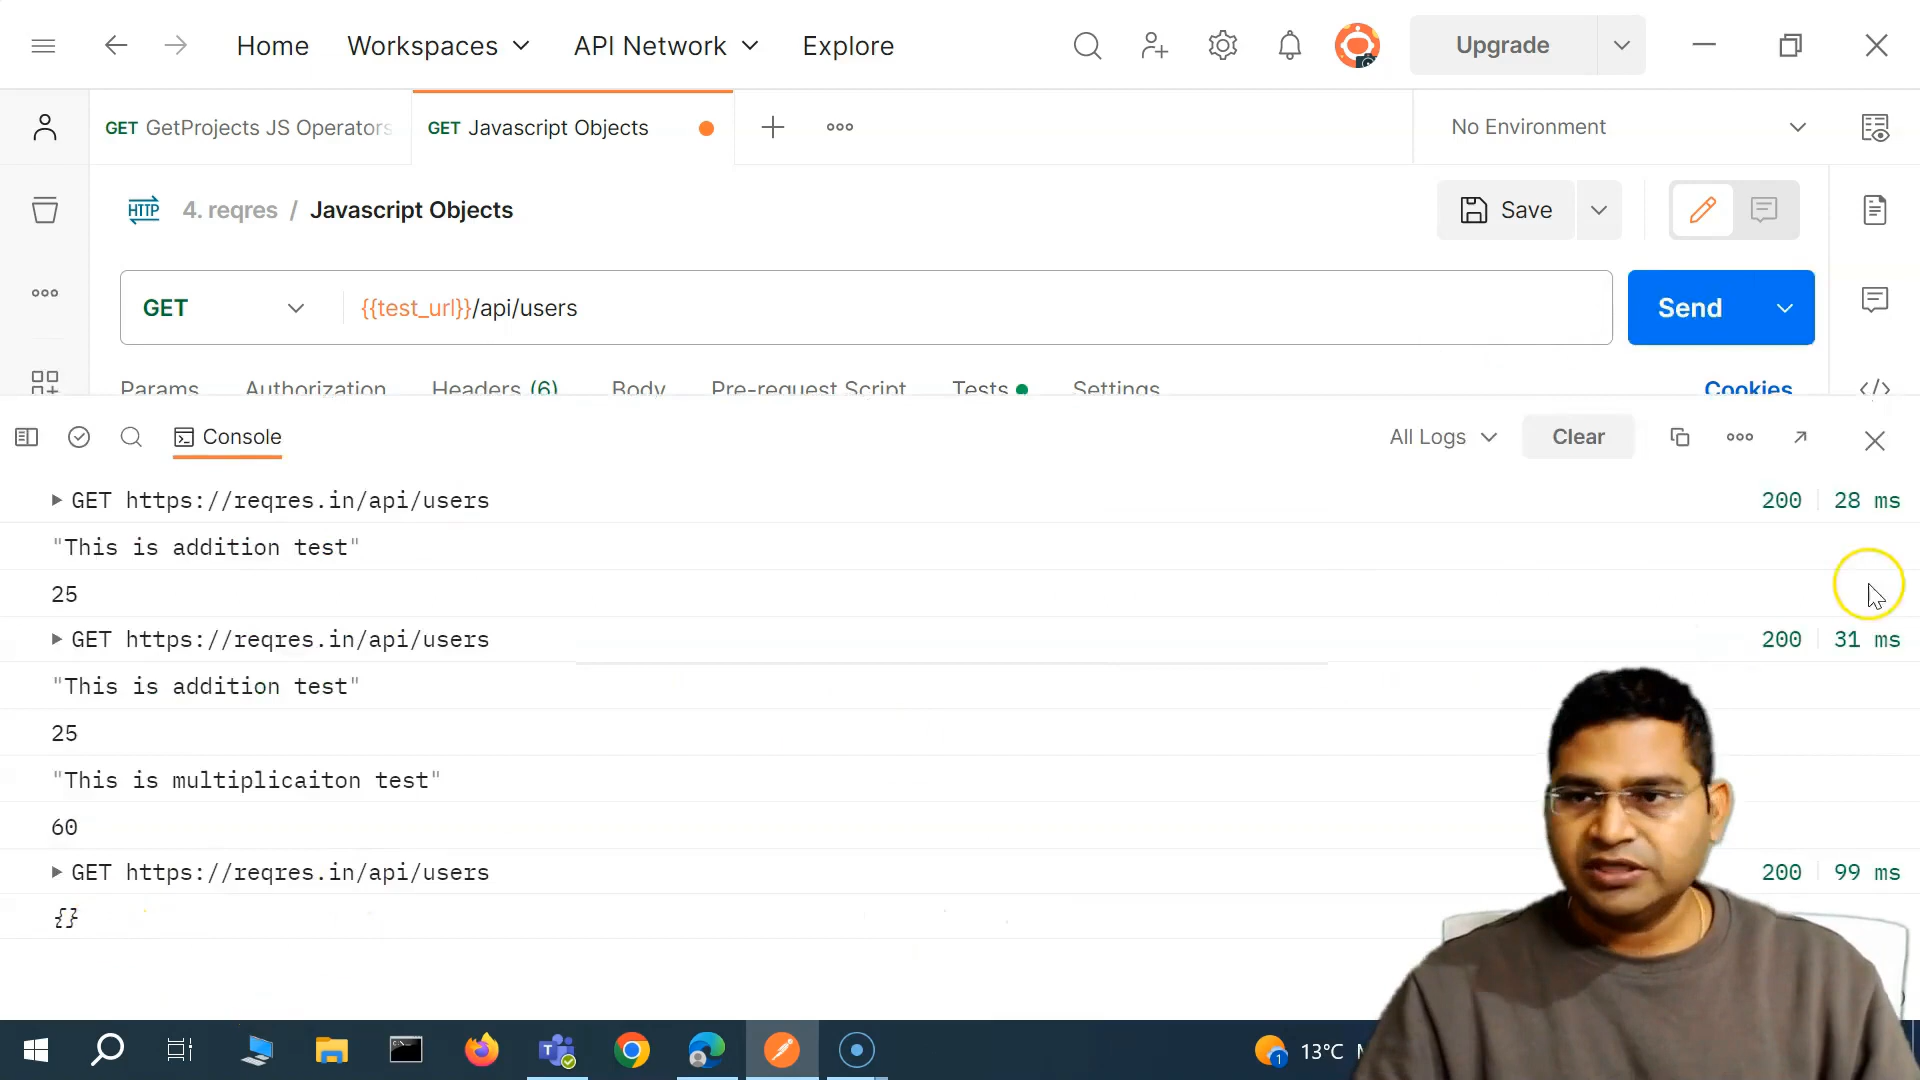 Home Workspaces API Network Explore Upgrade
GET GetProjects JS Operators GET Javascript Objects No Environment
HTTP 4. reqres / Javascript Objects Save
GET {{test_url}}/api/users Send
Params Authorization Headers (6) Body Pre-request Script Tests Settings Cookies
Console All Logs Clear
GET https://reqres.in/api/users 200 28 ms
"This is addition test"
25
GET https://reqres.in/api/users 200 31 ms
"This is addition test"
25
"This is multiplicaiton test"
60
GET https://reqres.in/api/users 200 99 ms
{}
1 13°C